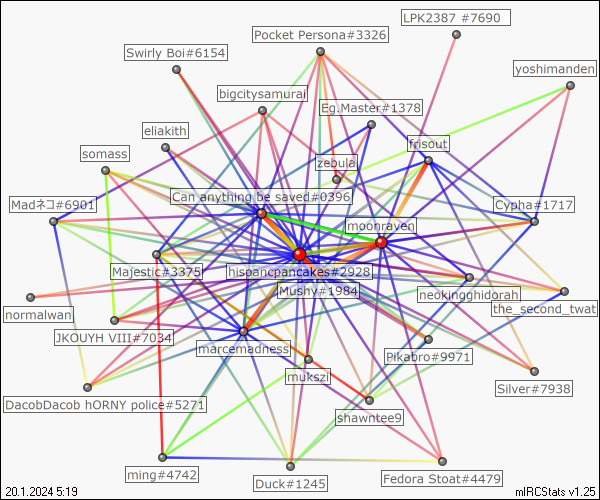 LPK2387 #7690
Pocket Persona#3326
Swirly Boi#6154
yoshimanden
bigcitysamurai
Eg.Master#1378
eliakith
frisout
somass
zebula
Can anything be saved#0396
Madネコ#6901
Cypha#1717
moonraven
Majestic#3375
hispancpancakes#2928
Mushy#1984
neokingghidorah
the_second_twat
normalwan
JKOUYH VIII#7034
marcemadness
Pikabro#9971
mukszi
Silver#7938
DacobDacob hORNY police#5271
shawntee9
ming#4742
Duck#1245
Fedora Stoat#4479
20.1.2024 5:19
mIRCStats v1.25